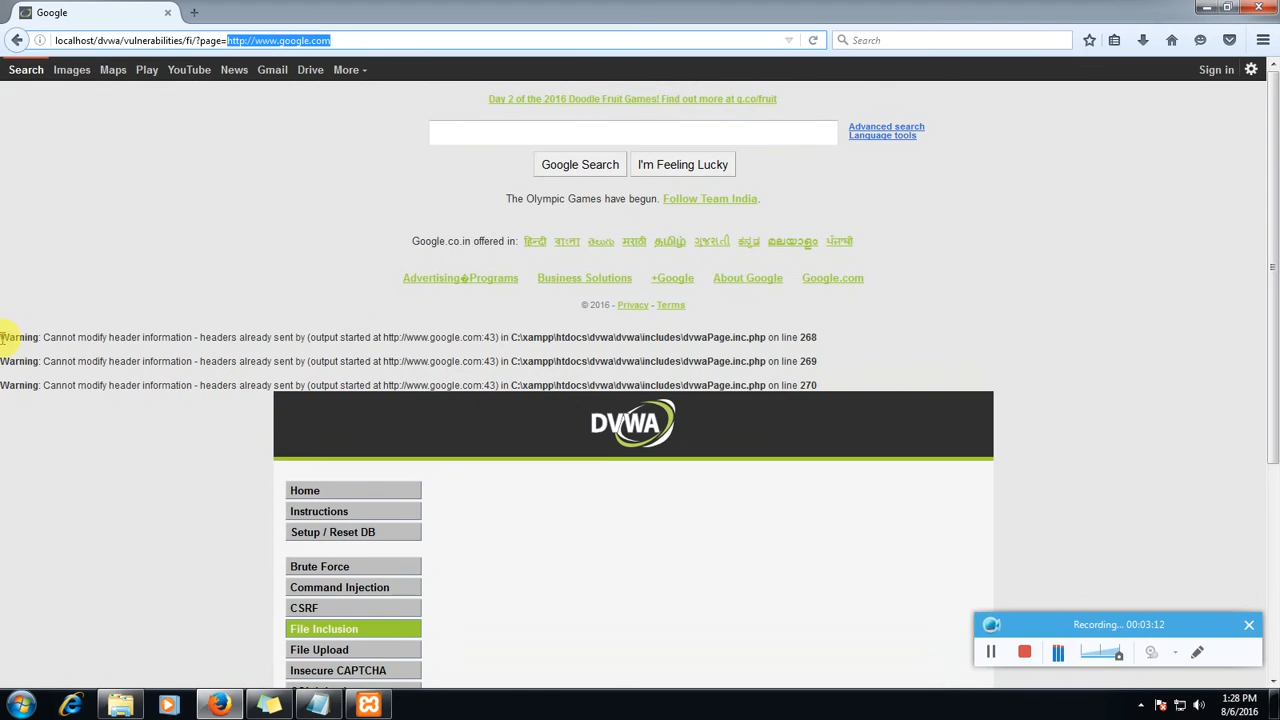 Google
localhost/dvwa/vulnerabilities/fi/?page=http://www.google.com
Search
Search Images Maps Play YouTube News Gmail Drive More
Sign in
Day 2 of the 2016 Doodle Fruit Games! Find out more at g.co/fruit
Advanced search
Language tools
Google Search I'm Feeling Lucky
The Olympic Games have begun. Follow Team India.
Google.co.in offered in: हिन्दी বাংলা తెలుగు मराठी தமிழ் ગુજરાતી ಕನ್ನಡ മലയാളം ਪੰਜਾਬੀ
Advertising�Programs Business Solutions +Google About Google Google.com
© 2016 - Privacy - Terms
Warning: Cannot modify header information - headers already sent by (output started at http://www.google.com:43) in C:\xampp\htdocs\dvwa\dvwa\includes\dvwaPage.inc.php on line 268
Warning: Cannot modify header information - headers already sent by (output started at http://www.google.com:43) in C:\xampp\htdocs\dvwa\dvwa\includes\dvwaPage.inc.php on line 269
Warning: Cannot modify header information - headers already sent by (output started at http://www.google.com:43) in C:\xampp\htdocs\dvwa\dvwa\includes\dvwaPage.inc.php on line 270
DVWA
Home
Instructions
Setup / Reset DB
Brute Force
Command Injection
CSRF
File Inclusion
File Upload
Insecure CAPTCHA
Recording... 00:03:12
1:28 PM
8/6/2016